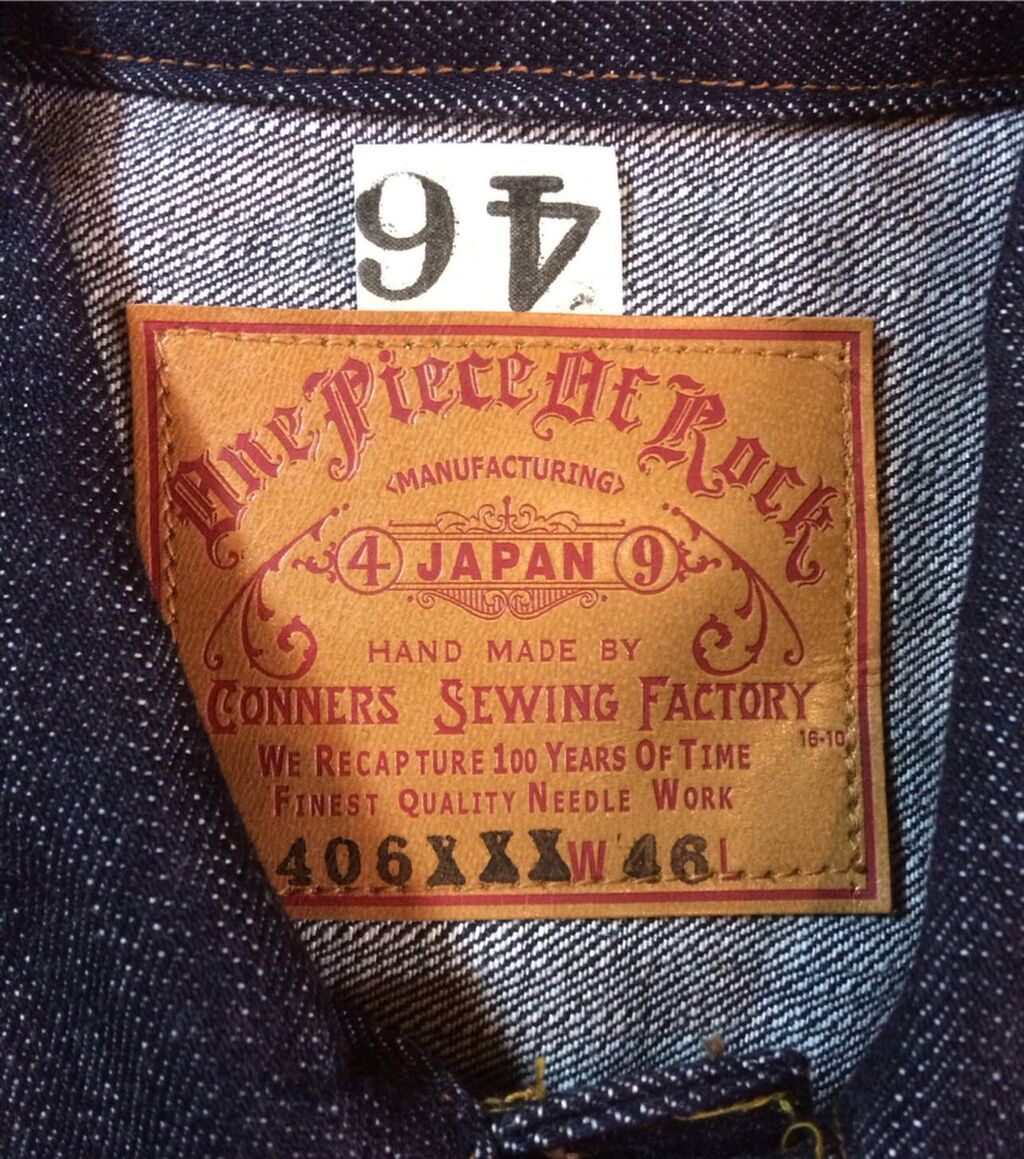 46
One Piece Of Rock
<MANUFACTURING>
4 JAPAN 9
HAND MADE BY
CONNERS SEWING FACTORY
16-10
WE RECAPTURE 100 YEARS OF TIME
FINEST QUALITY NEEDLE WORK
406XXX W 46 L